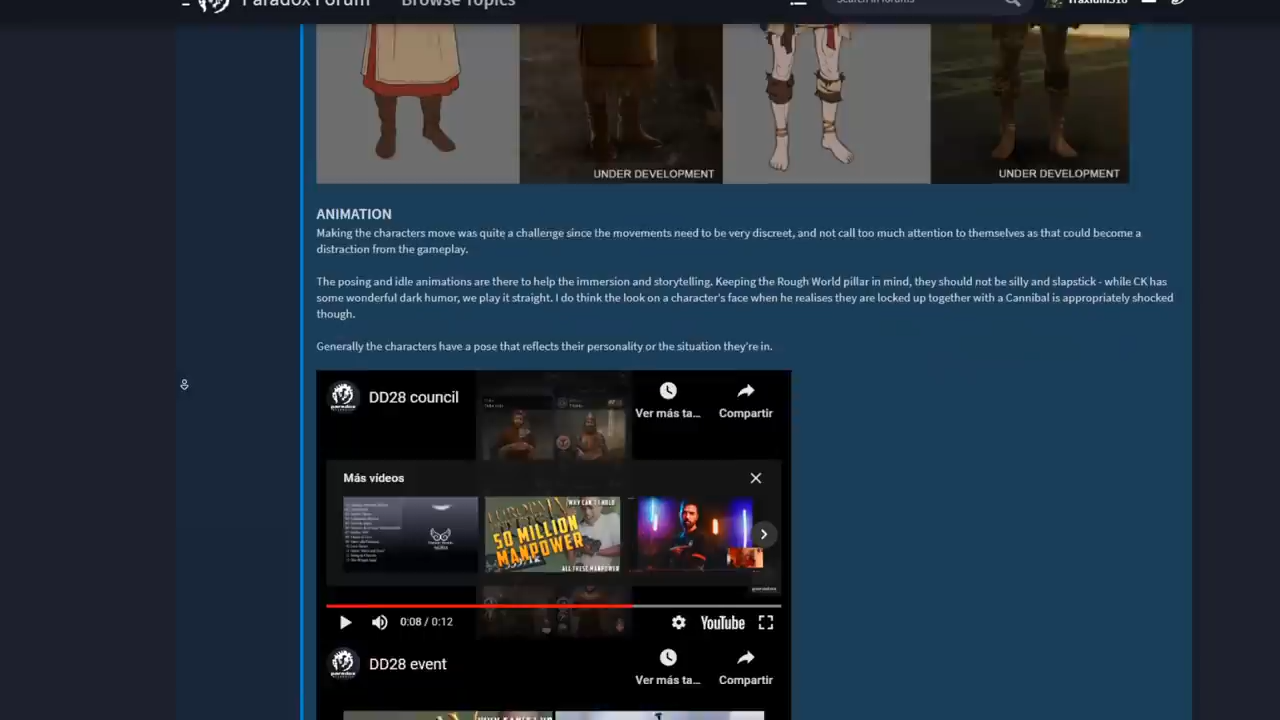 Paradox Forum Browse Topics Search in forums
UNDER DEVELOPMENT UNDER DEVELOPMENT
ANIMATION
Making the characters move was quite a challenge since the movements need to be very discreet, and not call too much attention to themselves as that could become a
distraction from the gameplay.
The posing and idle animations are there to help the immersion and storytelling. Keeping the Rough World pillar in mind, they should not be silly and slapstick - while CK has
some wonderful dark humor, we play it straight. I do think the look on a character's face when he realises they are locked up together with a Cannibal is appropriately shocked
though.
Generally the characters have a pose that reflects their personality or the situation they're in.
DD28 council
Ver más ta... Compartir
Más vídeos
50 MILLION
MANPOWER
ALL THESE MANPOWER
0:08 / 0:12 YouTube
DD28 event
Ver más ta... Compartir